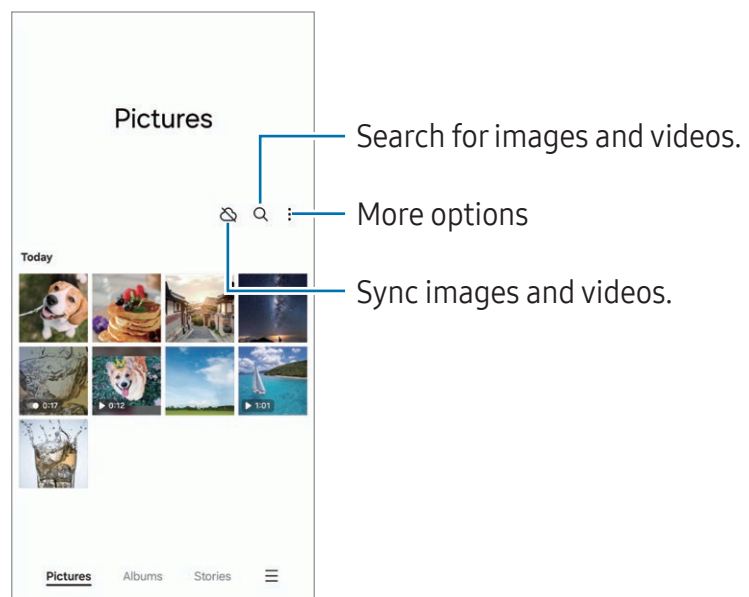 Pictures
Search for images and videos.
More options
Sync images and videos.
Today
0:17
0:12
1:01
Pictures Albums Stories